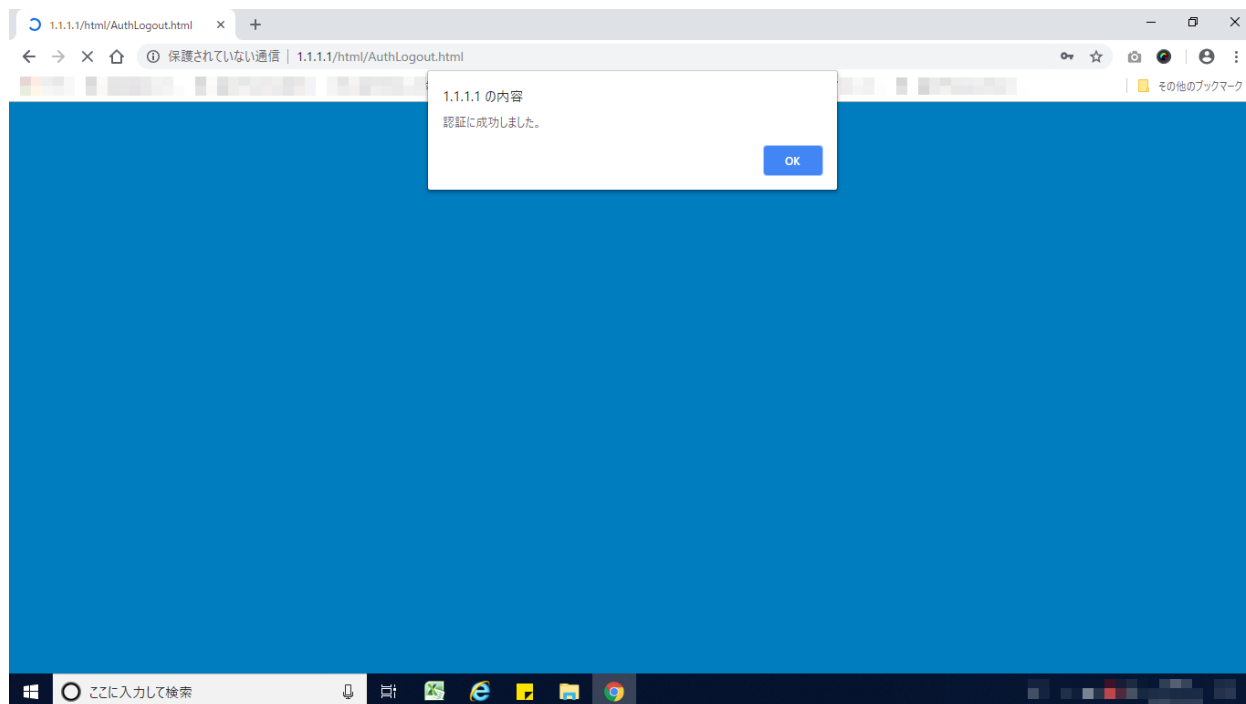 1.1.1.1/html/AuthLogout.html
保護されていない通信 | 1.1.1.1/html/AuthLogout.html
その他のブックマーク
1.1.1.1 の内容
認証に成功しました。
OK
ここに入力して検索